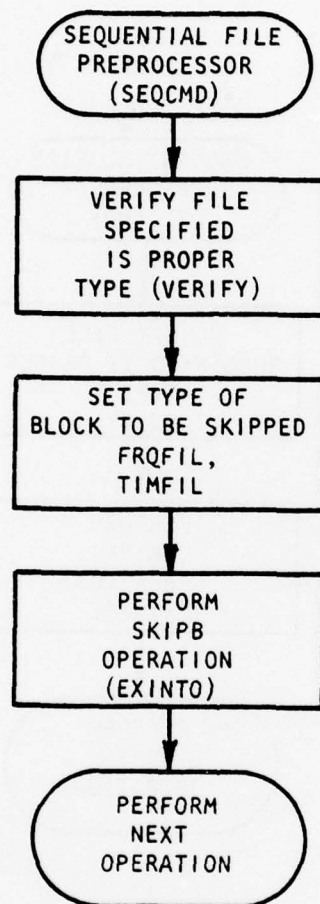 SEQUENTIAL FILE
PREPROCESSOR
(SEQCMD)
VERIFY FILE
SPECIFIED
IS PROPER
TYPE (VERIFY)
SET TYPE OF
BLOCK TO BE SKIPPED
FRQFIL,
TIMFIL
PERFORM
SKIPB
OPERATION
(EXINTO)
PERFORM
NEXT
OPERATION